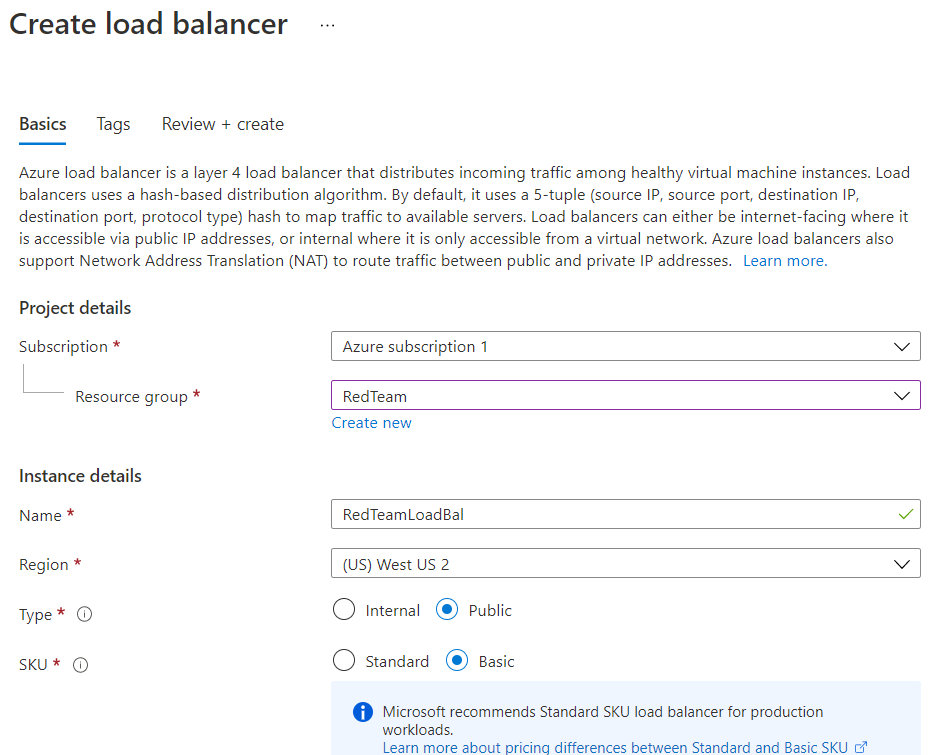 Create load balancer ...
Basics Tags Review + create
Azure load balancer is a layer 4 load balancer that distributes incoming traffic among healthy virtual machine instances. Load
balancers uses a hash-based distribution algorithm. By default, it uses a 5-tuple (source IP, source port, destination IP,
destination port, protocol type) hash to map traffic to available servers. Load balancers can either be internet-facing where it
is accessible via public IP addresses, or internal where it is only accessible from a virtual network. Azure load balancers also
support Network Address Translation (NAT) to route traffic between public and private IP addresses. Learn more.
Project details
Subscription * Azure subscription 1
Resource group * RedTeam
Create new
Instance details
Name * RedTeamLoadBal
Region * (US) West US 2
Type * Internal Public
SKU * Standard Basic
Microsoft recommends Standard SKU load balancer for production
workloads.
Learn more about pricing differences between Standard and Basic SKU